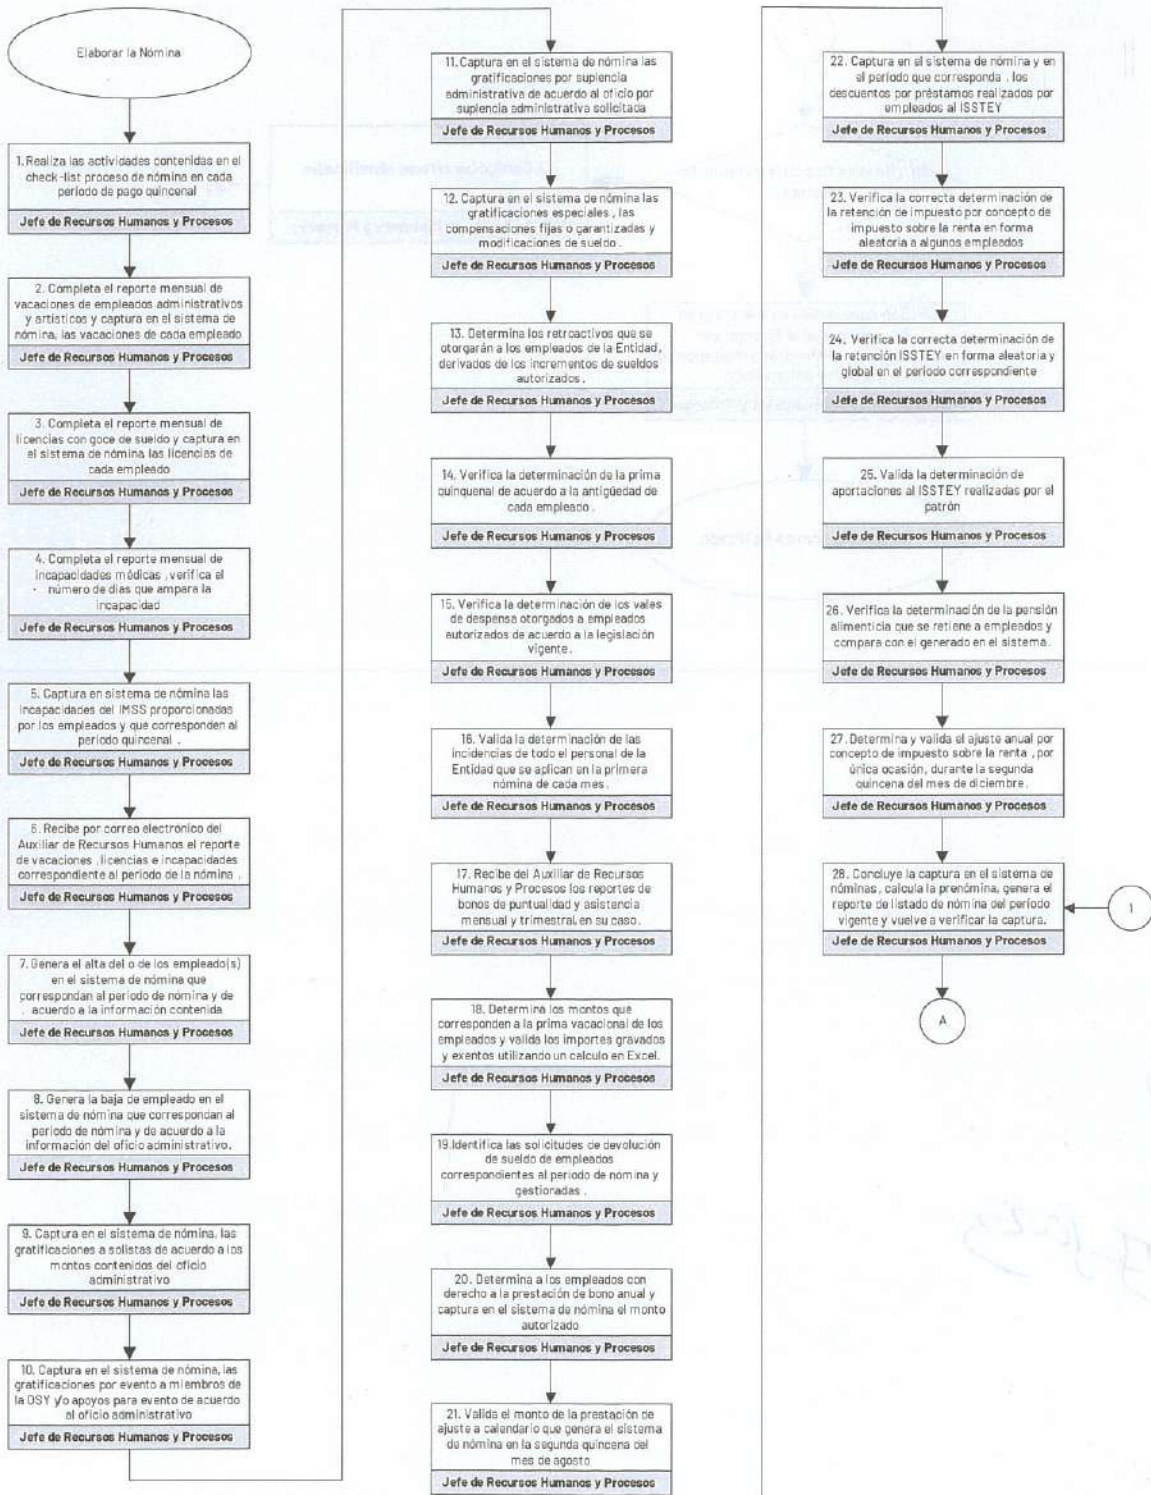 Elaborar la Nómina
1. Realiza las actividades contenidas en el
check-list proceso de nómina en cada
período de pago quincenal
Jefe de Recursos Humanos y Procesos
2. Completa el reporte mensual de
vacaciones de empleados administrativos
y artísticos y captura en el sistema de
nómina, las vacaciones de cada empleado
Jefe de Recursos Humanos y Procesos
3. Completa el reporte mensual de
licencias con goce de sueldo y captura en
el sistema de nómina las licencias de
cada empleado
Jefe de Recursos Humanos y Procesos
4. Completa el reporte mensual de
incapacidades médicas , verifica el
número de días que ampara la
incapacidad
Jefe de Recursos Humanos y Procesos
5. Captura en sistema de nómina las
incapacidades del IMSS proporcionadas
por los empleados y que corresponden al
período quincenal .
Jefe de Recursos Humanos y Procesos
6. Recibe por correo electrónico del
Auxiliar de Recursos Humanos el reporte
de vacaciones , licencias e incapacidades
correspondiente al período de la nómina .
Jefe de Recursos Humanos y Procesos
7. Genera el alta del o de los empleado(s)
en el sistema de nómina que
correspondan al período de nómina y de
acuerdo a la información contenida
Jefe de Recursos Humanos y Procesos
8. Genera la baja de empleado en el
sistema de nómina que correspondan al
período de nómina y de acuerdo a la
información del oficio administrativo.
Jefe de Recursos Humanos y Procesos
9. Captura en el sistema de nómina, las
gratificaciones a solistas de acuerdo a los
montos contenidos del oficio
administrativo
Jefe de Recursos Humanos y Procesos
10. Captura en el sistema de nómina, las
gratificaciones por evento a miembros de
la OSY y/o apoyos para evento de acuerdo
al oficio administrativo
Jefe de Recursos Humanos y Procesos
11. Captura en el sistema de nómina las
gratificaciones por suplencia
administrativa de acuerdo al oficio por
suplencia administrativa solicitada
Jefe de Recursos Humanos y Procesos
12. Captura en el sistema de nómina las
gratificaciones especiales , las
compensaciones fijas o garantizadas y
modificaciones de sueldo .
Jefe de Recursos Humanos y Procesos
13. Determina los retroactivos que se
otorgarán a los empleados de la Entidad,
derivados de los incrementos de sueldos
autorizados .
Jefe de Recursos Humanos y Procesos
14. Verifica la determinación de la prima
quinquenal de acuerdo a la antigüedad de
cada empleado .
Jefe de Recursos Humanos y Procesos
15. Verifica la determinación de los vales
de despensa otorgados a empleados
autorizados de acuerdo a la legislación
vigente .
Jefe de Recursos Humanos y Procesos
16. Valida la determinación de las
incidencias de todo el personal de la
Entidad que se aplican en la primera
nómina de cada mes.
Jefe de Recursos Humanos y Procesos
17. Recibe del Auxiliar de Recursos
Humanos y Procesos los reportes de
bonos de puntualidad y asistencia
mensual y trimestral, en su caso.
Jefe de Recursos Humanos y Procesos
18. Determina los montos que
corresponden a la prima vacacional de los
empleados y valida los importes gravados
y exentos utilizando un calculo en Excel.
Jefe de Recursos Humanos y Procesos
19. Identifica las solicitudes de devolución
de sueldo de empleados
correspondientes al período de nómina y
gestionadas .
Jefe de Recursos Humanos y Procesos
20. Determina a los empleados con
derecho a la prestación de bono anual y
captura en el sistema de nómina el monto
autorizado
Jefe de Recursos Humanos y Procesos
21. Valida el monto de la prestación de
ajuste a calendario que genera el sistema
de nómina en la segunda quincena del
mes de agosto
Jefe de Recursos Humanos y Procesos
22. Captura en el sistema de nómina y en
el período que corresponda , los
descuentos por préstamos realizados por
empleados al ISSTEY
Jefe de Recursos Humanos y Procesos
23. Verifica la correcta determinación de
la retención de impuesto por concepto de
impuesto sobre la renta en forma
aleatoria a algunos empleados
Jefe de Recursos Humanos y Procesos
24. Verifica la correcta determinación de
la retención ISSTEY en forma aleatoria y
global en el período correspondiente
Jefe de Recursos Humanos y Procesos
25. Valida la determinación de
aportaciones al ISSTEY realizadas por el
patrón
Jefe de Recursos Humanos y Procesos
26. Verifica la determinación de la pensión
alimenticia que se retiene a empleados y
compara con el generado en el sistema.
Jefe de Recursos Humanos y Procesos
27. Determina y valida el ajuste anual por
concepto de impuesto sobre la renta , por
única ocasión, durante la segunda
quincena del mes de diciembre.
Jefe de Recursos Humanos y Procesos
28. Concluye la captura en el sistema de
nóminas, calcula la prenómina, genera el
reporte de listado de nómina del período
vigente y vuelve a verificar la captura.
Jefe de Recursos Humanos y Procesos
1
A